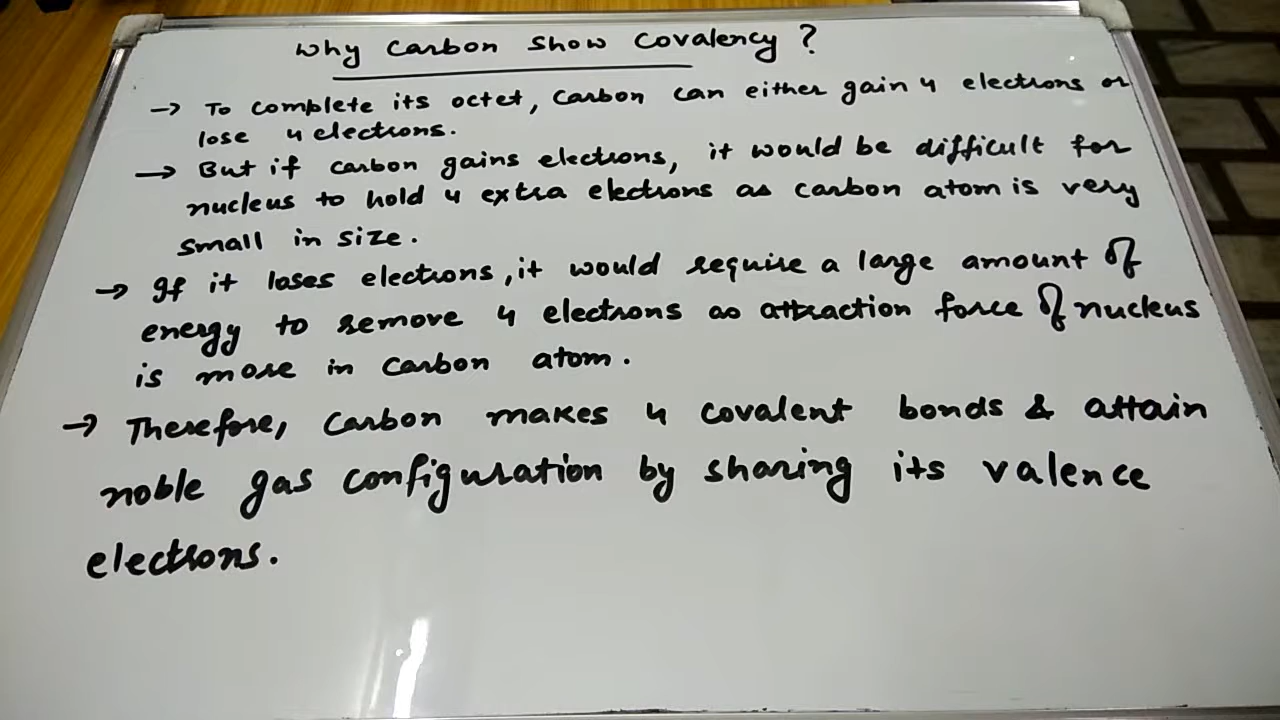 Why Carbon Show Covalency ?
→ To complete its octet, Carbon can either gain 4 electrons or
lose 4 electrons.
→ But if carbon gains electrons, it would be difficult for
nucleus to hold 4 extra electrons as carbon atom is very
small in size.
→ If it loses electrons, it would require a large amount of
energy to remove 4 electrons as attraction force of nucleus
is more in carbon atom.
→ Therefore, Carbon makes 4 covalent bonds & attain
noble gas configuration by sharing its valence
electrons.